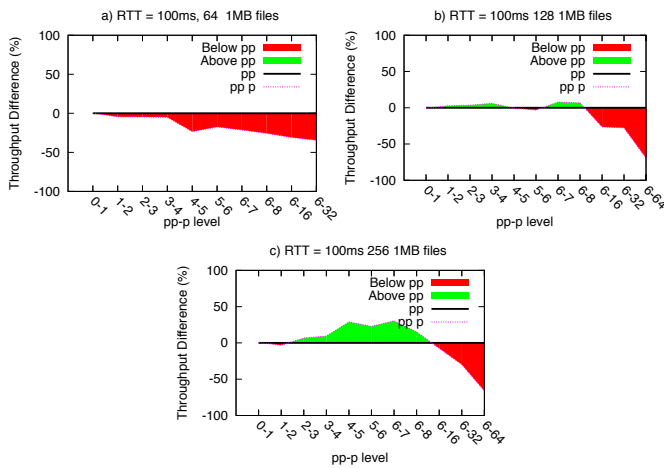 a) RTT = 100ms, 64 1MB files
Throughput Difference (%)
100
50
0
-50
-100
Below pp
Above pp
pp
pp p
0-1
1-2
2-3
3-4
4-5
5-6
6-7
6-8
6-16
6-32
pp-p level
b) RTT = 100ms 128 1MB files
Throughput Difference (%)
100
50
0
-50
-100
Below pp
Above pp
pp
pp p
0-1
1-2
2-3
3-4
4-5
5-6
6-7
6-8
6-16
6-32
6-64
pp-p level
c) RTT = 100ms 256 1MB files
Throughput Difference (%)
100
50
0
-50
-100
Below pp
Above pp
pp
pp p
0-1
1-2
2-3
3-4
4-5
5-6
6-7
6-8
6-16
6-32
6-64
pp-p level